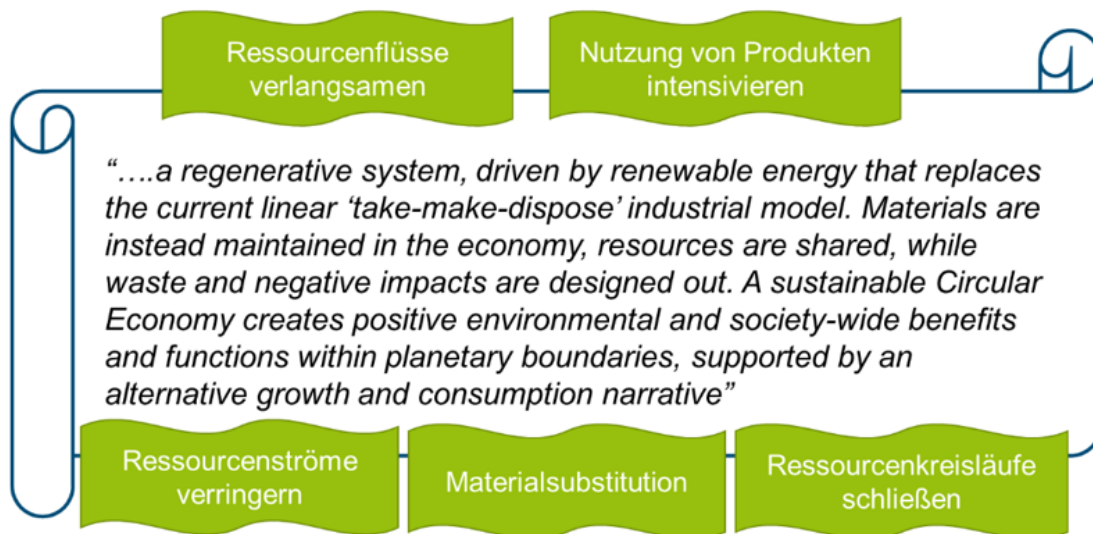 Ressourcenflüsse
verlangsamen
Nutzung von Produkten
intensivieren
“….a regenerative system, driven by renewable energy that replaces
the current linear ‘take-make-dispose’ industrial model. Materials are
instead maintained in the economy, resources are shared, while
waste and negative impacts are designed out. A sustainable Circular
Economy creates positive environmental and society-wide benefits
and functions within planetary boundaries, supported by an
alternative growth and consumption narrative”
Ressourcenströme
verringern
Materialsubstitution
Ressourcenkreisläufe
schließen